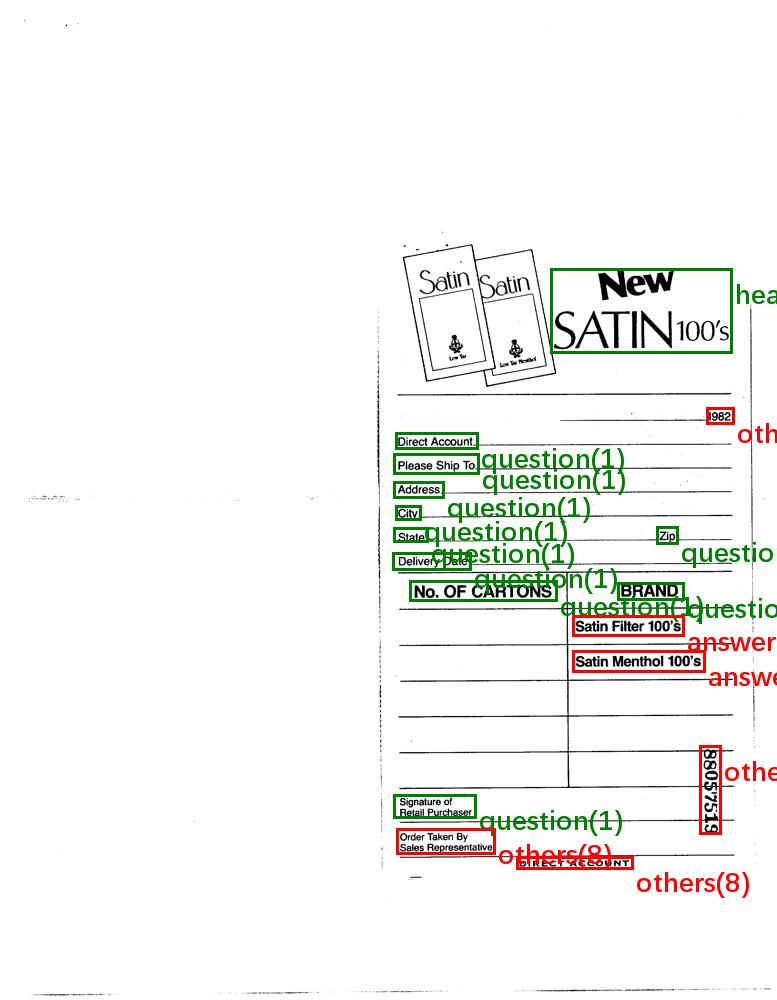 Satin
Low Tar
Satin
Low Tar Menthol
New
SATIN 100's
hea
1982
oth
Direct Account
question(1)
Please Ship To
question(1)
Address
question(1)
City
question(1)
State
Zip
question(1)
questio
Delivery Date
question(1)
No. OF CARTONS
BRAND
question(1)
questio
Satin Filter 100's
answer
Satin Menthol 100's
answe
88057519
othe
Signature of
Retail Purchaser
question(1)
Order Taken By
Sales Representative
others(8)
DIRECT ACCOUNT
others(8)